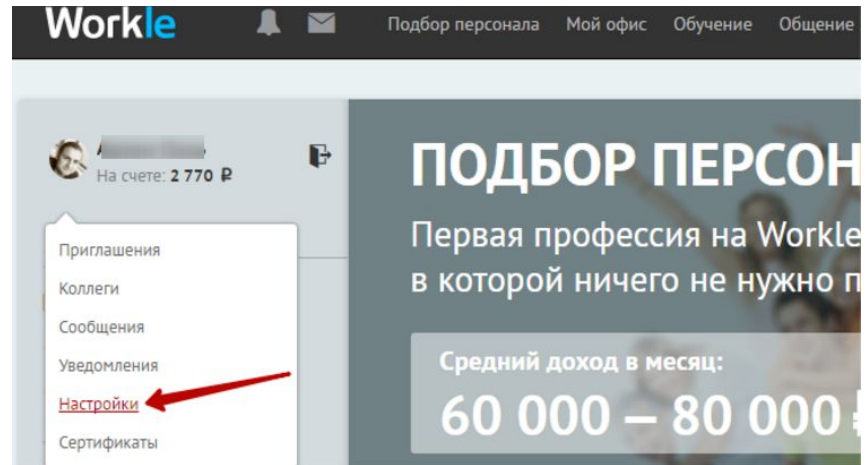 Workle
Подбор персонала Мой офис Обучение Общение
На счете: 2 770 ₽
Приглашения
Коллеги
Сообщения
Уведомления
Настройки
Сертификаты
ПОДБОР ПЕРСОН
Первая профессия на Workle
в которой ничего не нужно п
Средний доход в месяц:
60 000 – 80 000